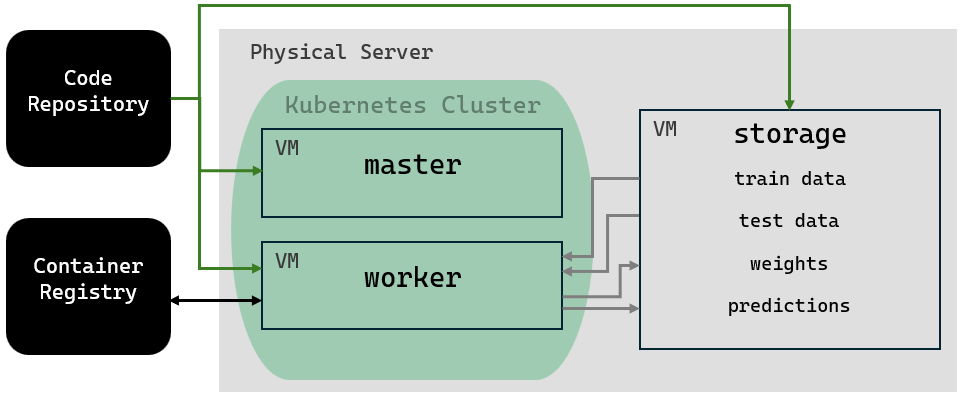 Code
Repository
Container
Registry
Physical Server
Kubernetes Cluster
VM
master
VM
worker
VM
storage
train data
test data
weights
predictions